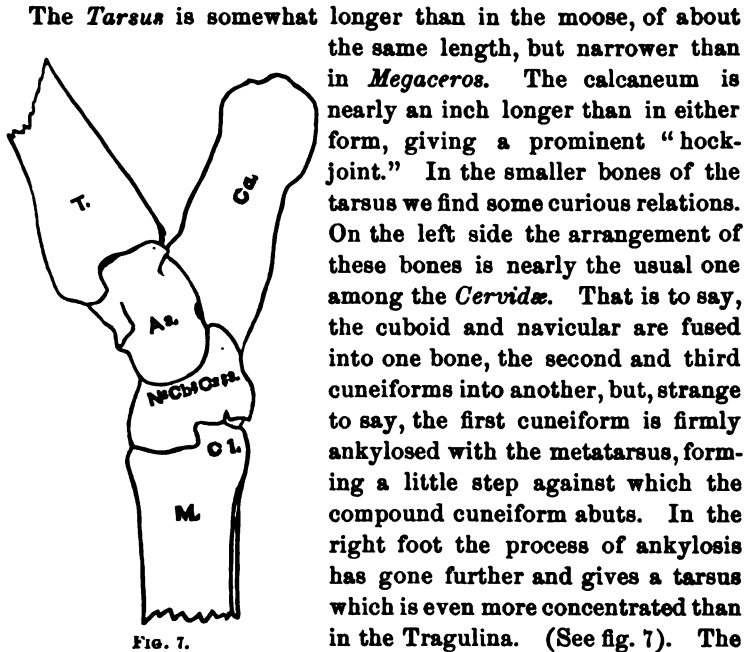 The Tarsus is somewhat longer than in the moose, of about
the same length, but narrower than
in Megaceros. The calcaneum is
nearly an inch longer than in either
form, giving a prominent “hock-
joint.” In the smaller bones of the
tarsus we find some curious relations.
On the left side the arrangement of
these bones is nearly the usual one
among the Cervidæ. That is to say,
the cuboid and navicular are fused
into one bone, the second and third
cuneiforms into another, but, strange
to say, the first cuneiform is firmly
ankylosed with the metatarsus, form-
ing a little step against which the
compound cuneiform abuts. In the
right foot the process of ankylosis
has gone further and gives a tarsus
which is even more concentrated than
in the Tragulina. (See fig. 7). The
T.
Ca.
As.
C 1.
M.
FIG. 7.